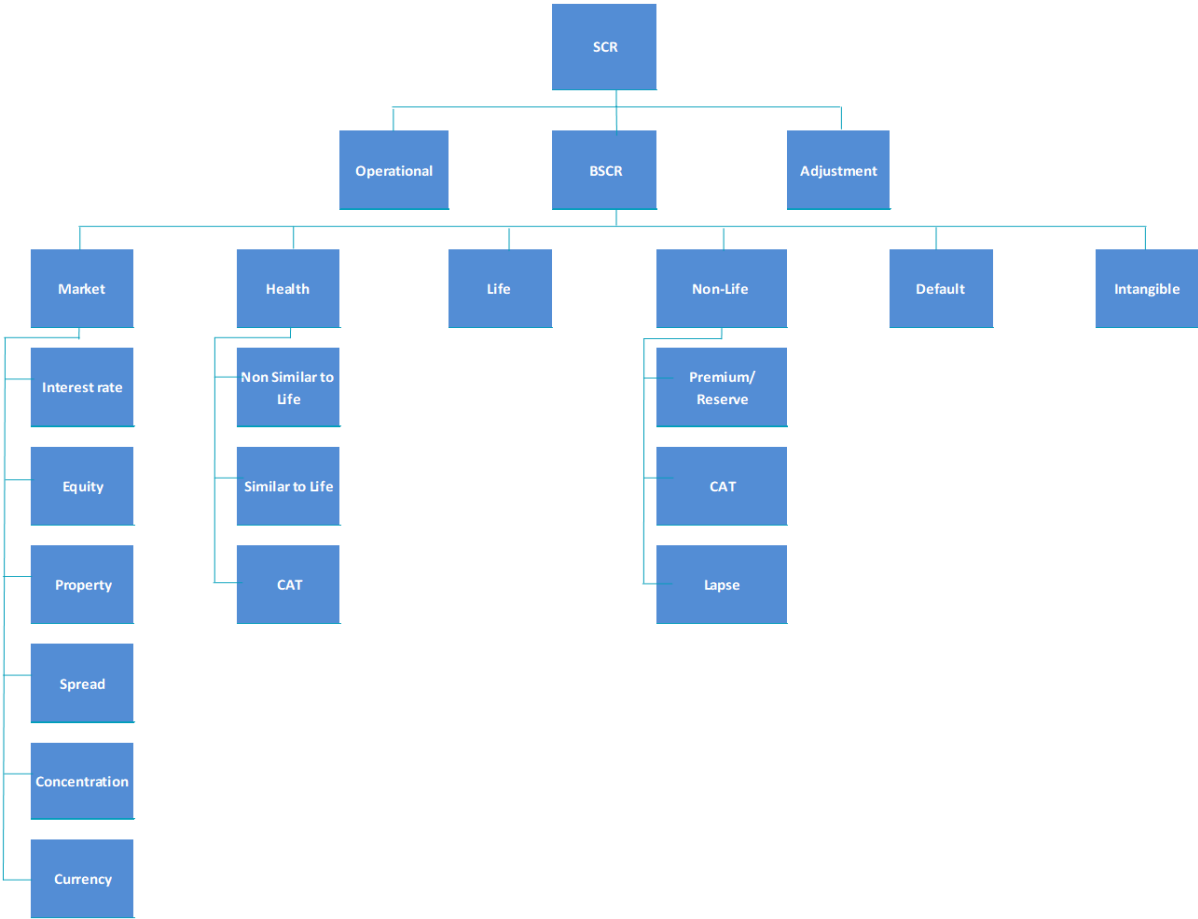 SCR
Operational
BSCR
Adjustment
Market
Health
Life
Non-Life
Default
Intangible
Interest rate
Non Similar to
Life
Premium/
Reserve
Equity
Similar to Life
CAT
Property
CAT
Lapse
Spread
Concentration
Currency